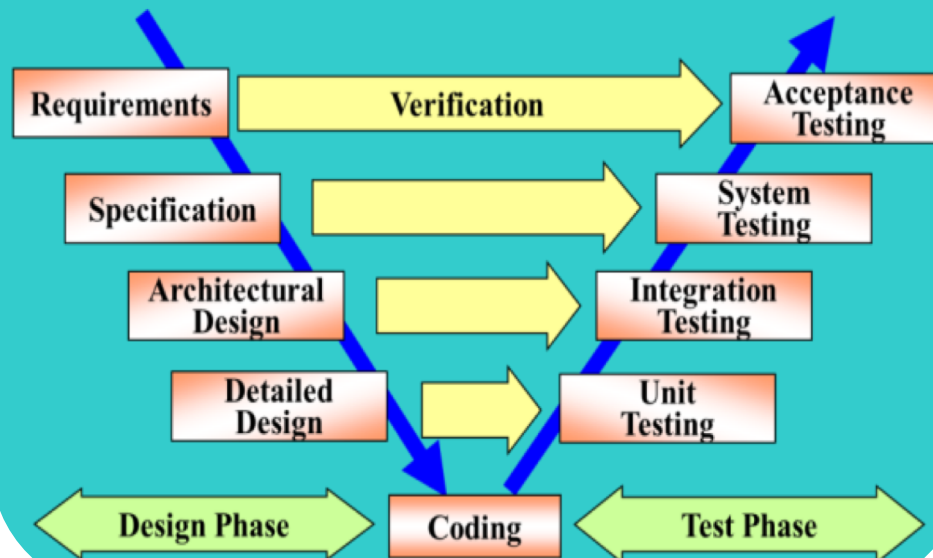 Requirements
Verification
Acceptance
Testing
Specification
System
Testing
Architectural
Design
Integration
Testing
Detailed
Design
Unit
Testing
Design Phase
Coding
Test Phase